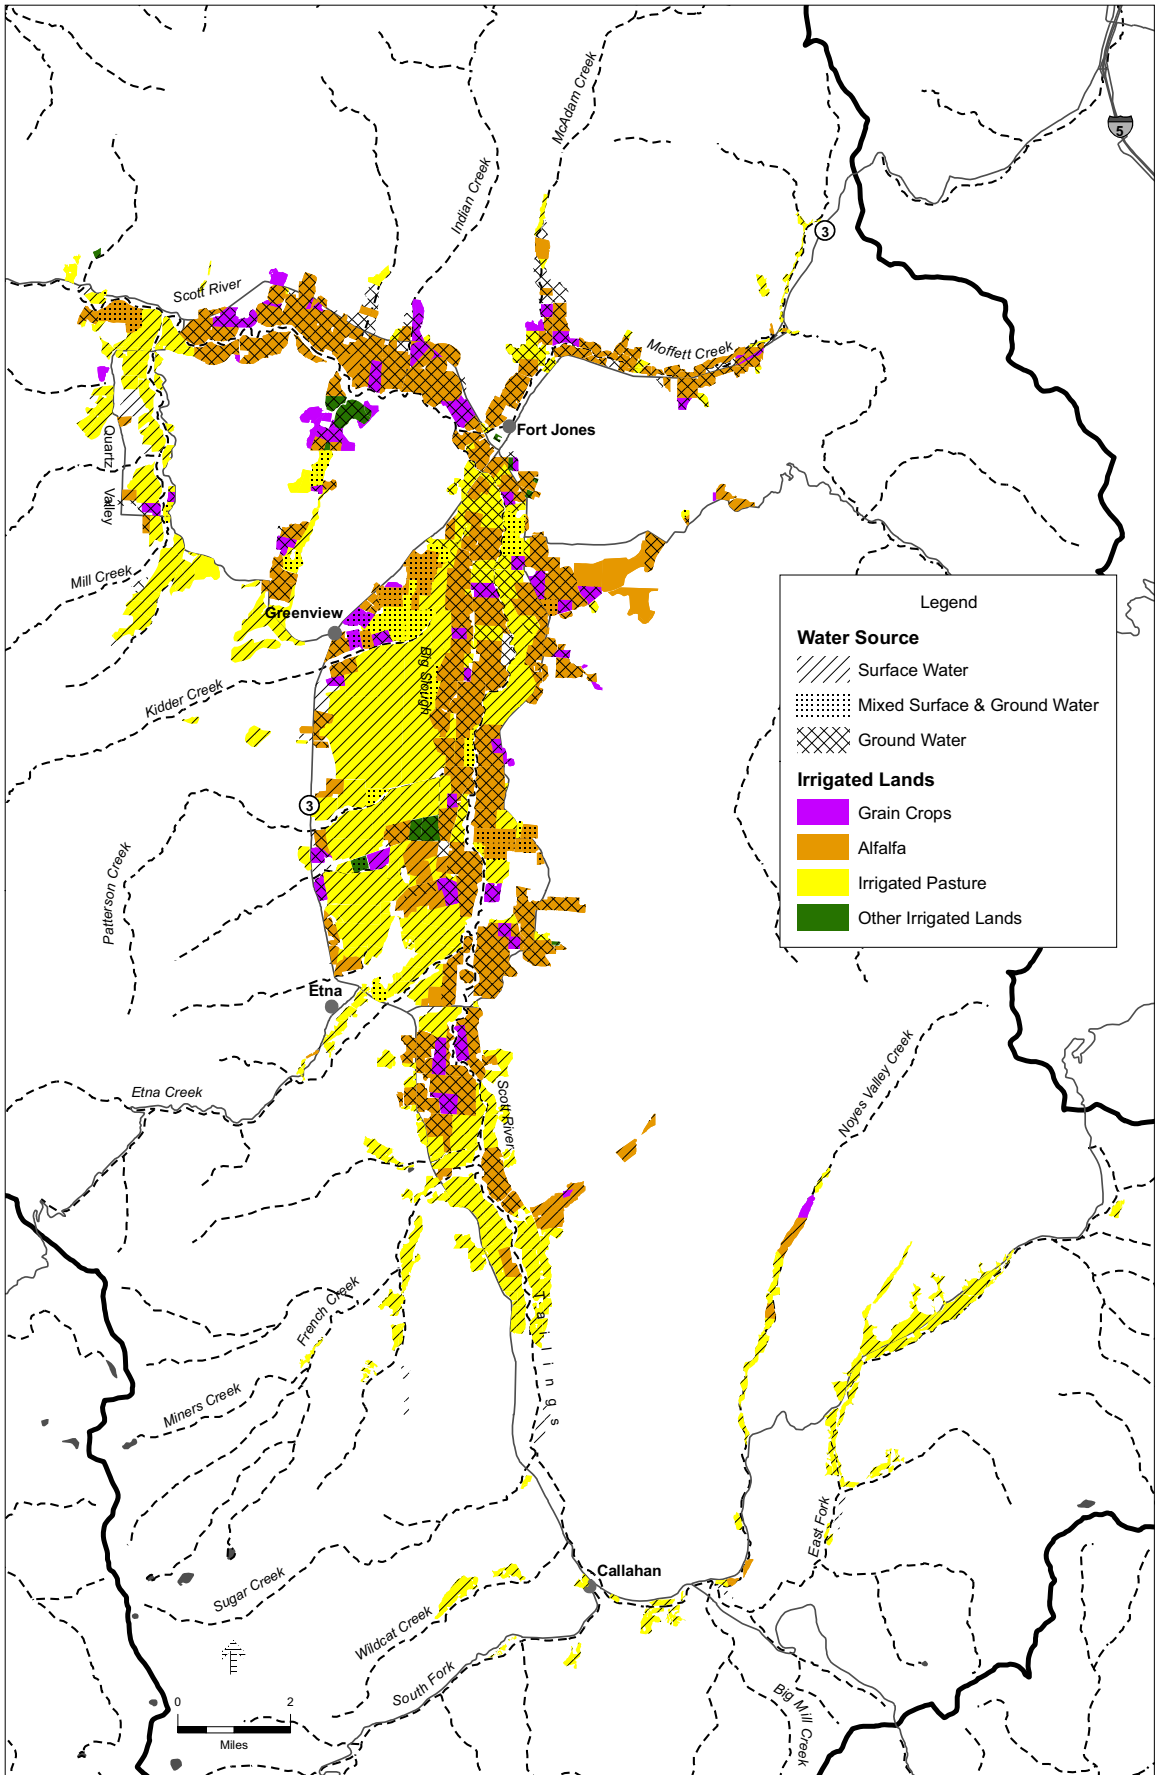 McAdam Creek
5
Indian Creek
3
Scott River
Moffett Creek
Fort Jones
Quartz Valley
Mill Creek
Greenview
Big Slough
Kidder Creek
3
Patterson Creek
Etna
Etna Creek
Scott River
Noyes Valley Creek
French Creek
Tailings
Miners Creek
East Fork
Callahan
Sugar Creek
Wildcat Creek
South Fork
Big Mill Creek
0 2
Miles
Legend
Water Source
Surface Water
Mixed Surface & Ground Water
Ground Water
Irrigated Lands
Grain Crops
Alfalfa
Irrigated Pasture
Other Irrigated Lands